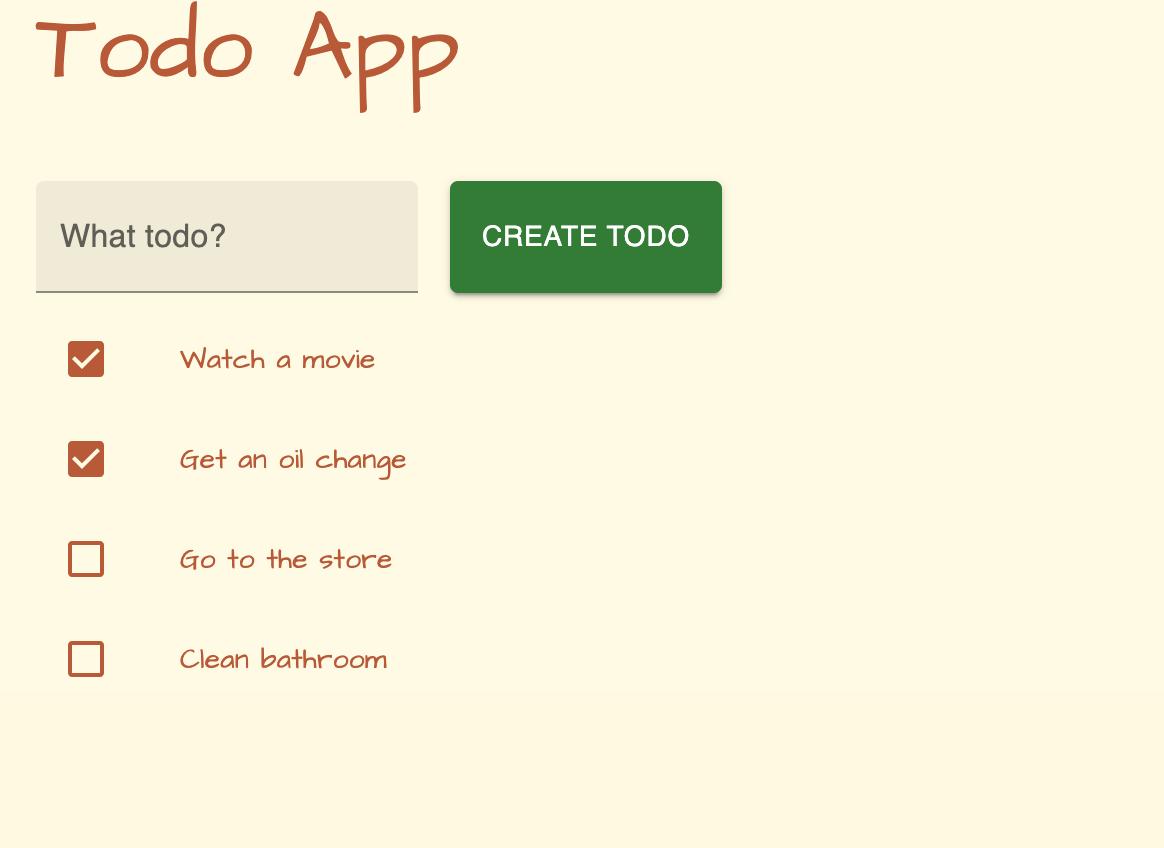 Todo App
What todo?
CREATE TODO
Watch a movie
Get an oil change
Go to the store
Clean bathroom